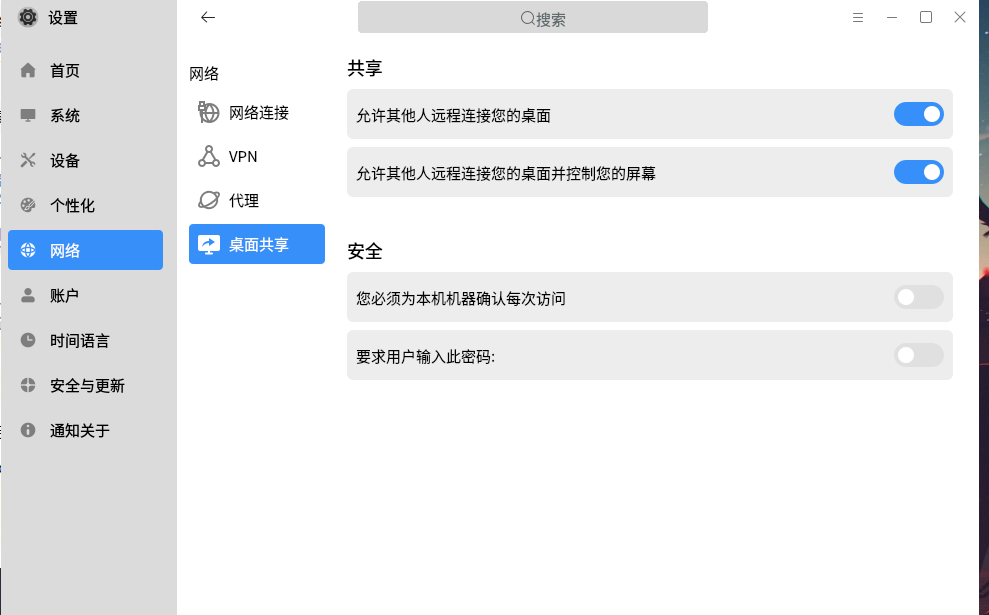 设置
首页
系统
设备
个性化
网络
账户
时间语言
安全与更新
通知关于
搜索
网络
网络连接
VPN
代理
桌面共享
共享
允许其他人远程连接您的桌面
允许其他人远程连接您的桌面并控制您的屏幕
安全
您必须为本机机器确认每次访问
要求用户输入此密码: